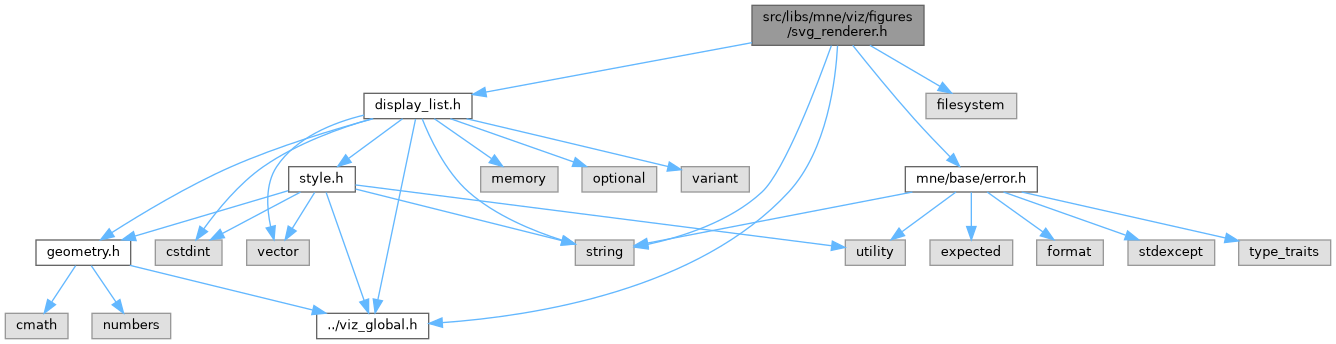 src/libs/mne/viz/figures
/svg_renderer.h
display_list.h
filesystem
style.h
memory
optional
variant
mne/base/error.h
geometry.h
cstdint
vector
string
utility
expected
format
stdexcept
type_traits
cmath
numbers
../viz_global.h